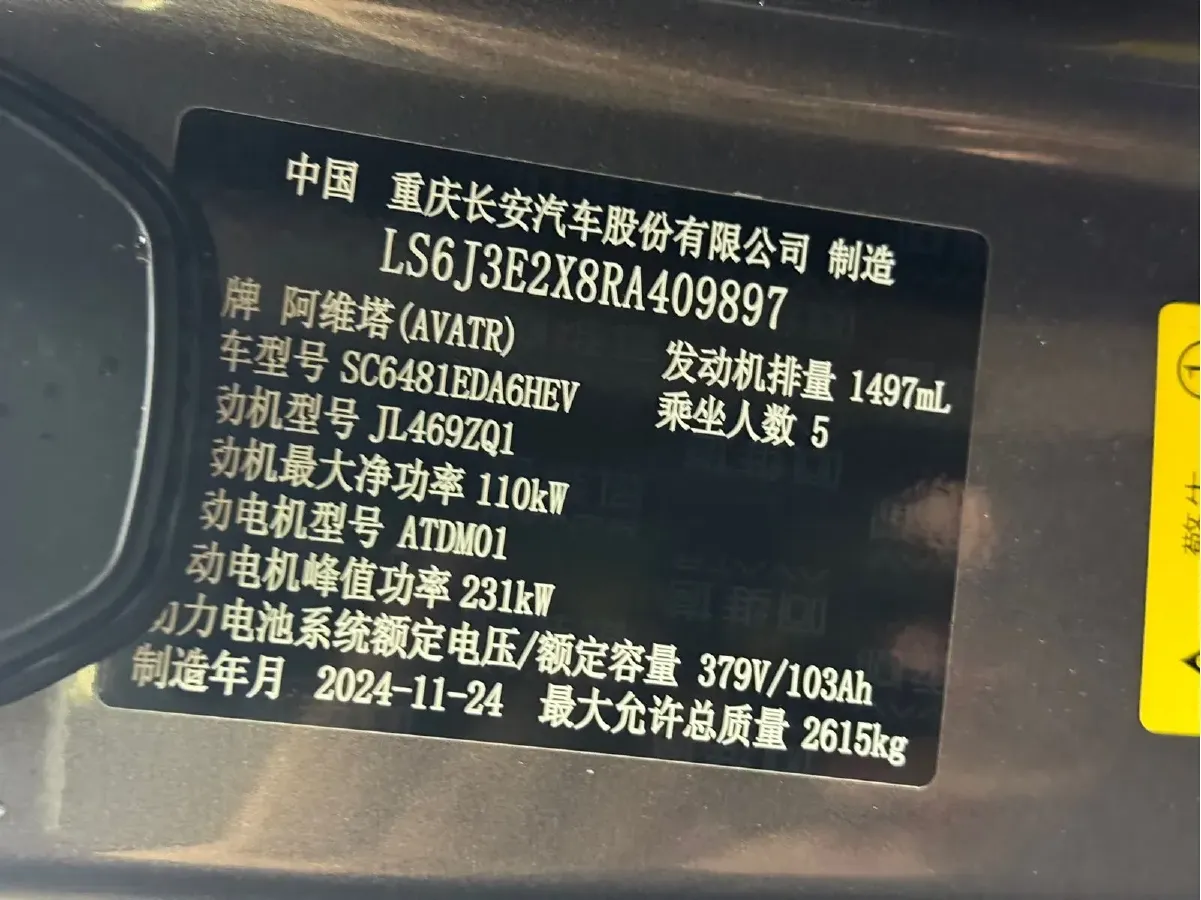 中国 重庆长安汽车股份有限公司 制造
LS6J3E2X8RA409897
牌 阿维塔(AVATR)
车型号 SC6481EDA6HEV 发动机排量 1497mL
动机型号 JL469ZQ1 乘坐人数 5
动机最大净功率 110kW
动电机型号 ATDM01
动电机峰值功率 231kW
动力电池系统额定电压/额定容量 379V/103Ah
制造年月 2024-11-24 最大允许总质量 2615kg
①
警告